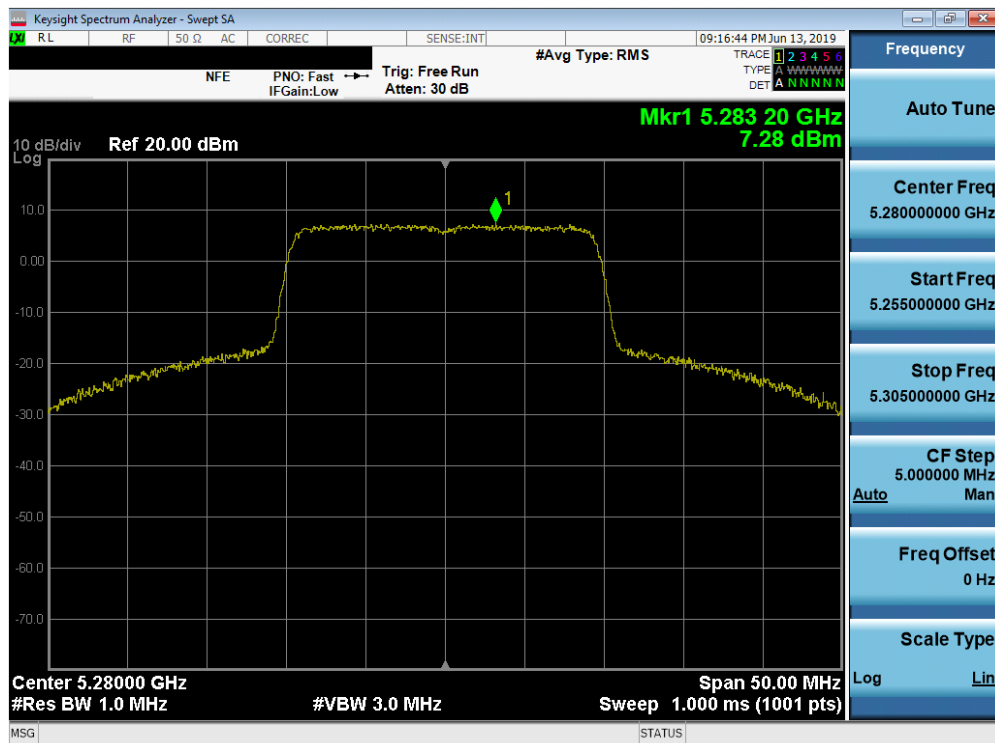 Keysight Spectrum Analyzer - Swept SA
LXI RL RF 50 Ω AC CORREC SENSE:INT 09:16:44 PM Jun 13, 2019
#Avg Type: RMS TRACE 1 2 3 4 5 6
NFE PNO: Fast Trig: Free Run TYPE A WWWWW
IFGain:Low Atten: 30 dB DET A N N N N N
Mkr1 5.283 20 GHz
7.28 dBm
10 dB/div Ref 20.00 dBm
Log
1
10.0
0.00
-10.0
-20.0
-30.0
-40.0
-50.0
-60.0
-70.0
Center 5.28000 GHz Span 50.00 MHz
#Res BW 1.0 MHz #VBW 3.0 MHz Sweep 1.000 ms (1001 pts)
MSG STATUS
Frequency
Auto Tune
Center Freq
5.280000000 GHz
Start Freq
5.255000000 GHz
Stop Freq
5.305000000 GHz
CF Step
5.000000 MHz
Auto Man
Freq Offset
0 Hz
Scale Type
Log Lin